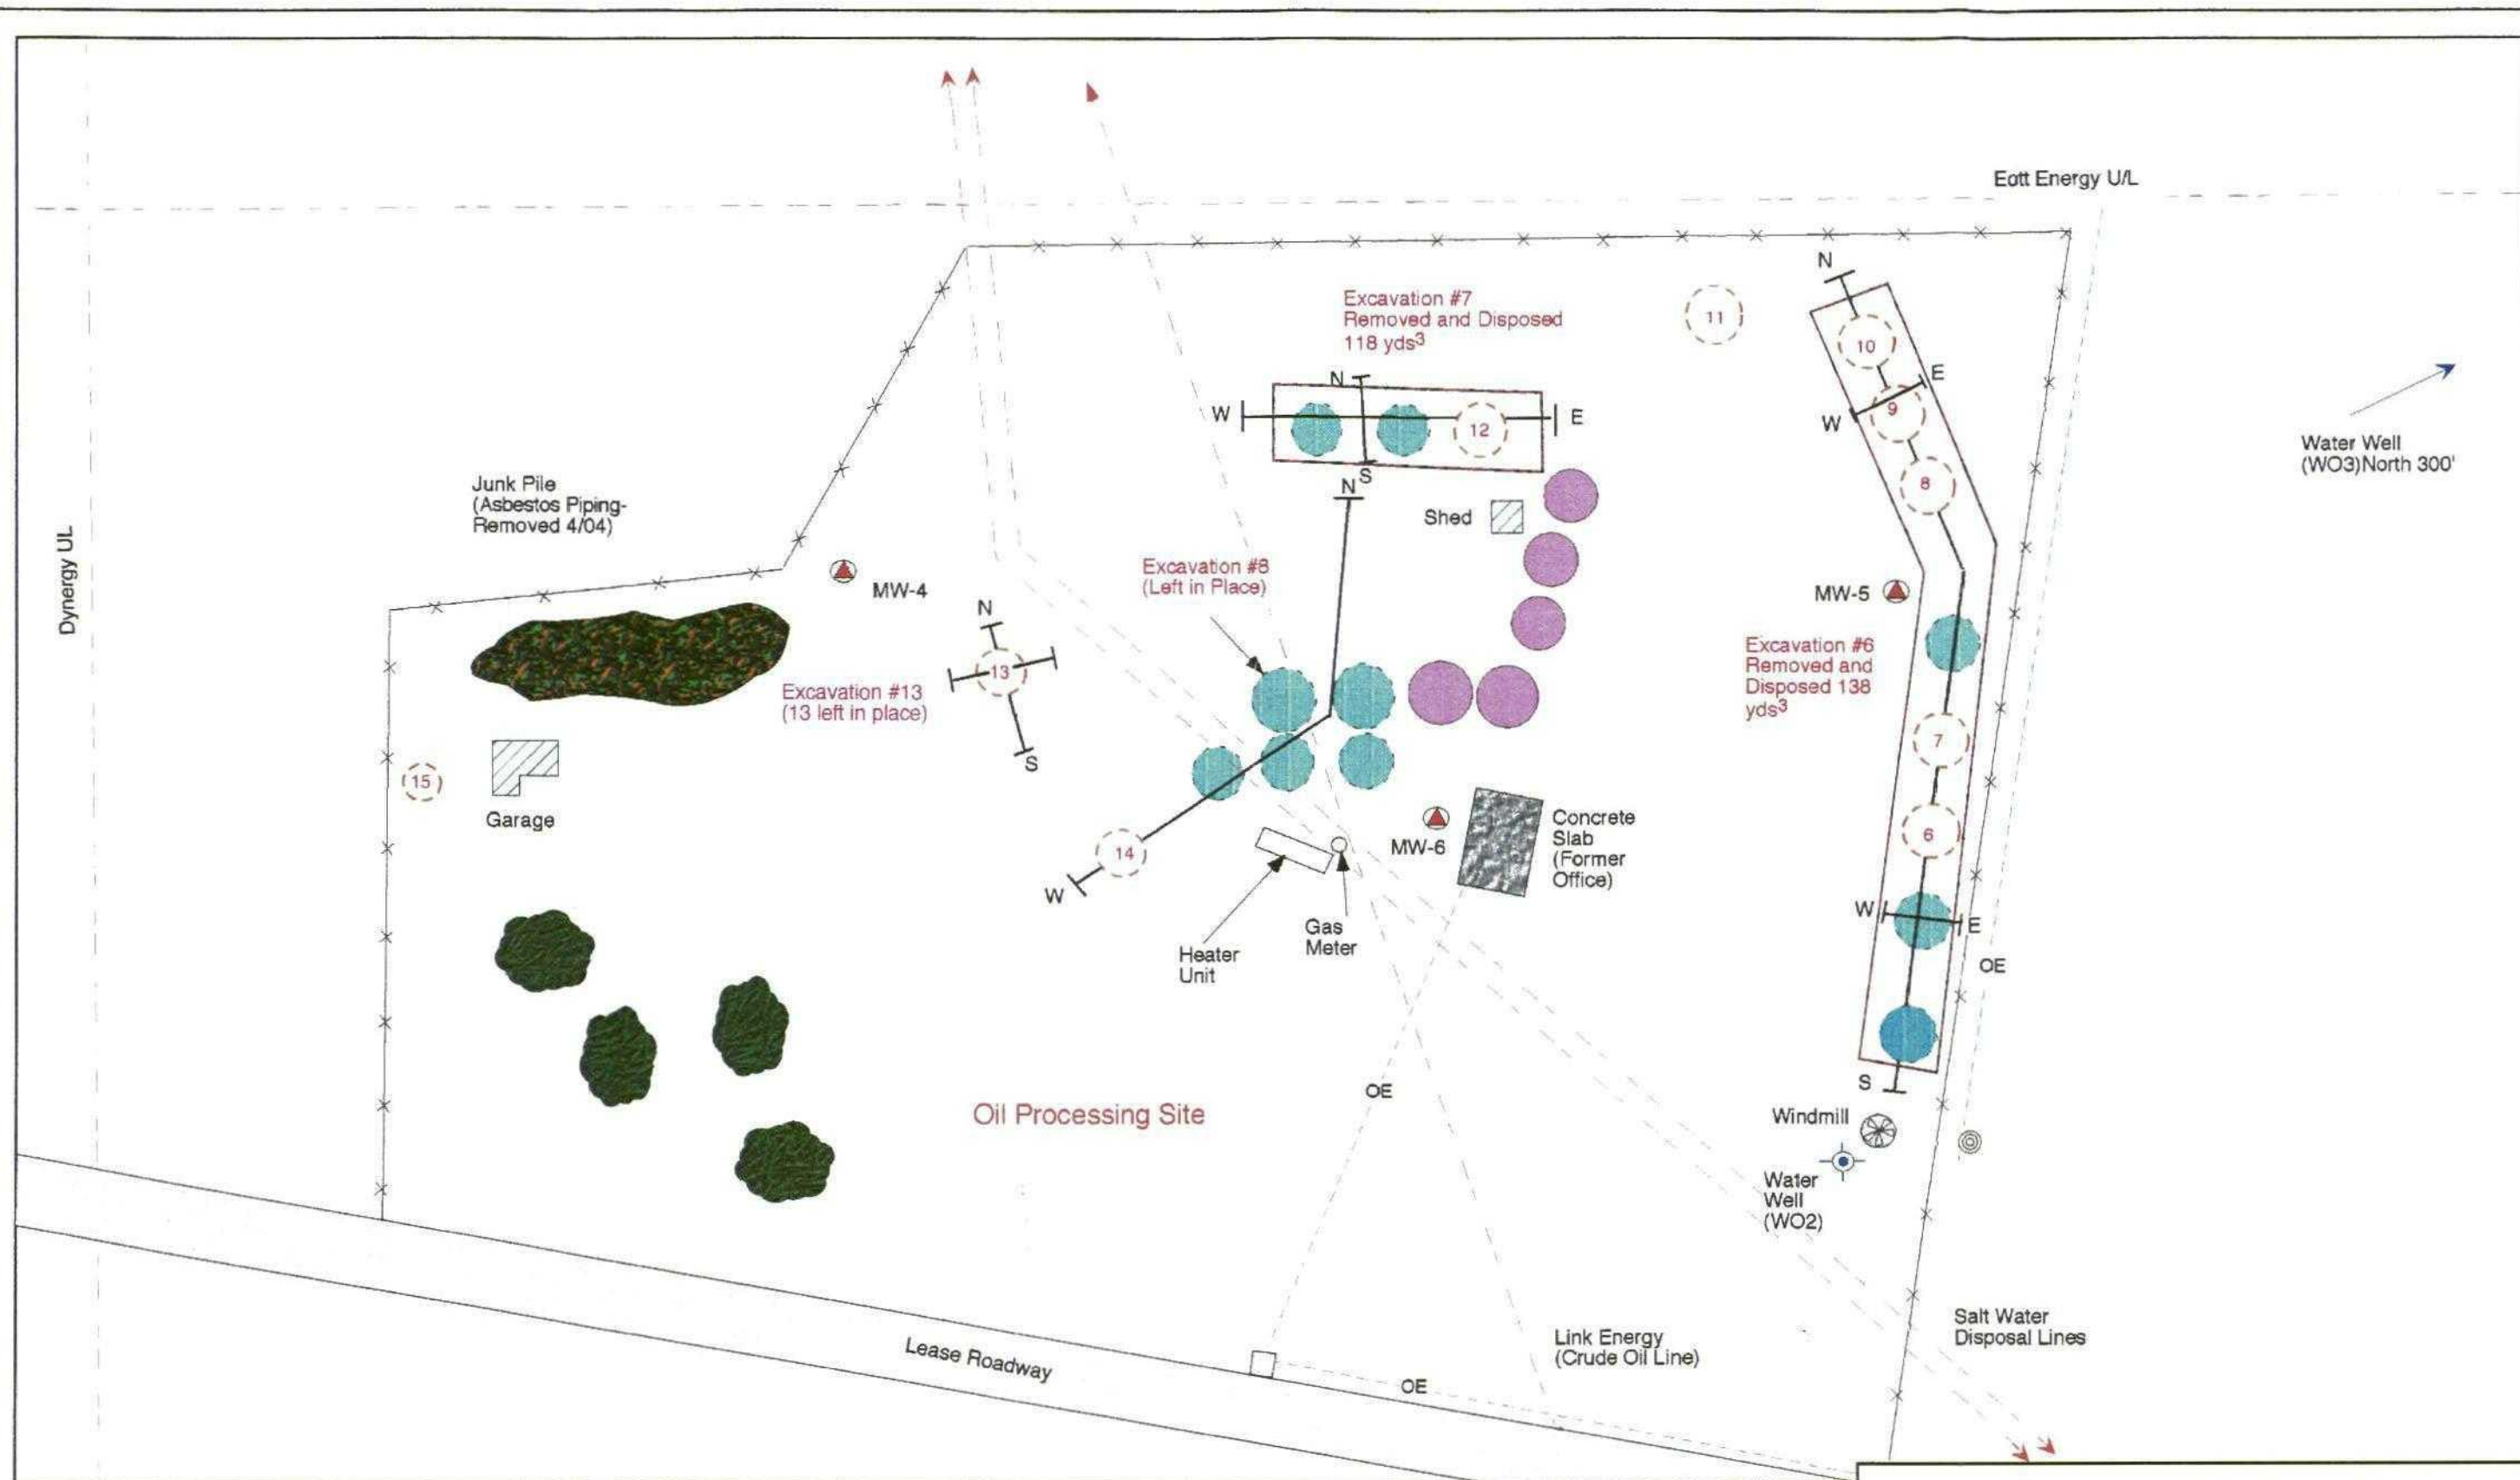 Eott Energy U/L
N
Excavation #7
Removed and Disposed
118 yds3
11
10
E
N
W
E
9
W
12
S
Water Well
(WO3)North 300'
Junk Pile
(Asbestos Piping-
Removed 4/04)
8
N
Shed
Dynergy UL
Excavation #8
(Left in Place)
MW-4
MW-5
N
Excavation #6
Removed and
Disposed 138
yds3
13
Excavation #13
(13 left in place)
7
S
15
Garage
Concrete
Slab
(Former
Office)
MW-6
6
14
W
W
E
Gas
Meter
Heater
Unit
OE
S
OE
Oil Processing Site
Windmill
Water
Well
(WO2)
Salt Water
Disposal Lines
Link Energy
(Crude Oil Line)
Lease Roadway
OE